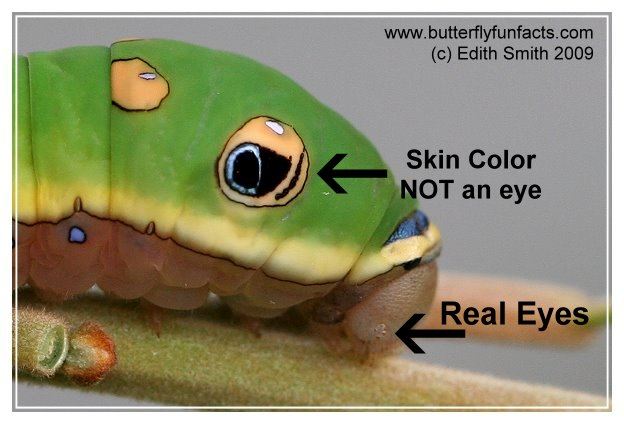 www.butterflyfunfacts.com
(c) Edith Smith 2009
Skin Color
NOT an eye
Real Eyes